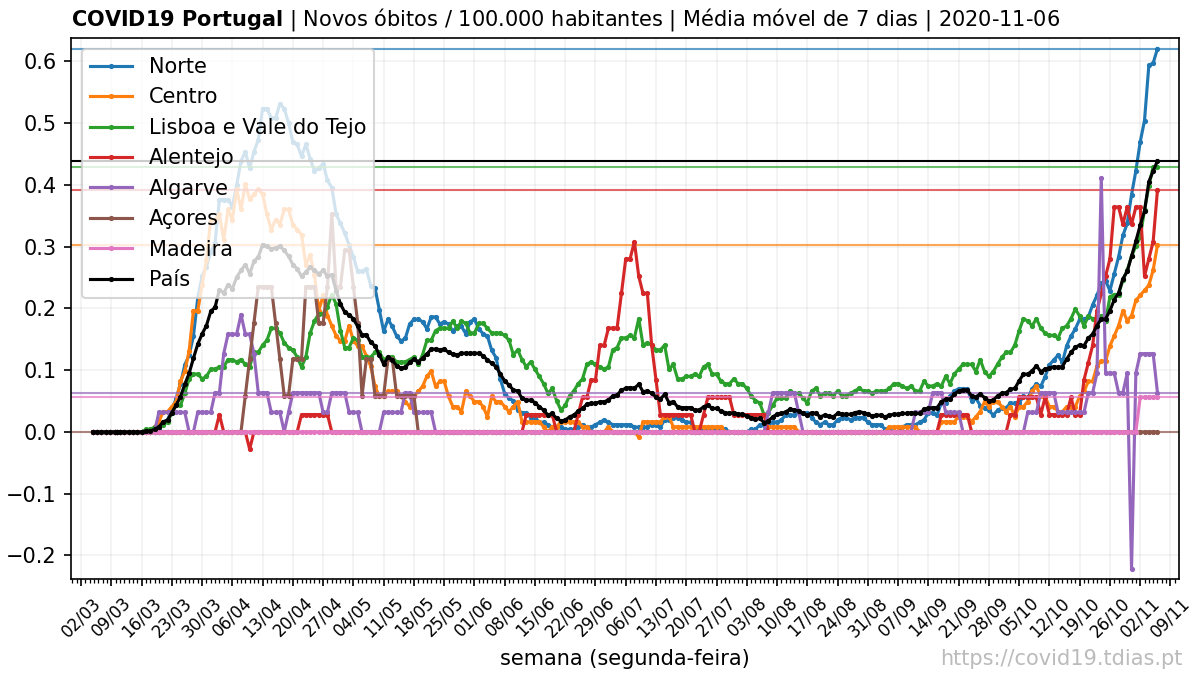 COVID19 Portugal | Novos óbitos / 100.000 habitantes | Média móvel de 7 dias | 2020-11-06
0.6
0.5
0.4
0.3
0.2
0.1
0.0
−0.1
−0.2
Norte
Centro
Lisboa e Vale do Tejo
Alentejo
Algarve
Açores
Madeira
País
02/03 09/03 16/03 23/03 30/03 06/04 13/04 20/04 27/04 04/05 11/05 18/05 25/05 01/06 08/06 15/06 22/06 29/06 06/07 13/07 20/07 27/07 03/08 10/08 17/08 24/08 31/08 07/09 14/09 21/09 28/09 05/10 12/10 19/10 26/10 02/11 09/11
semana (segunda-feira)
https://covid19.tdias.pt